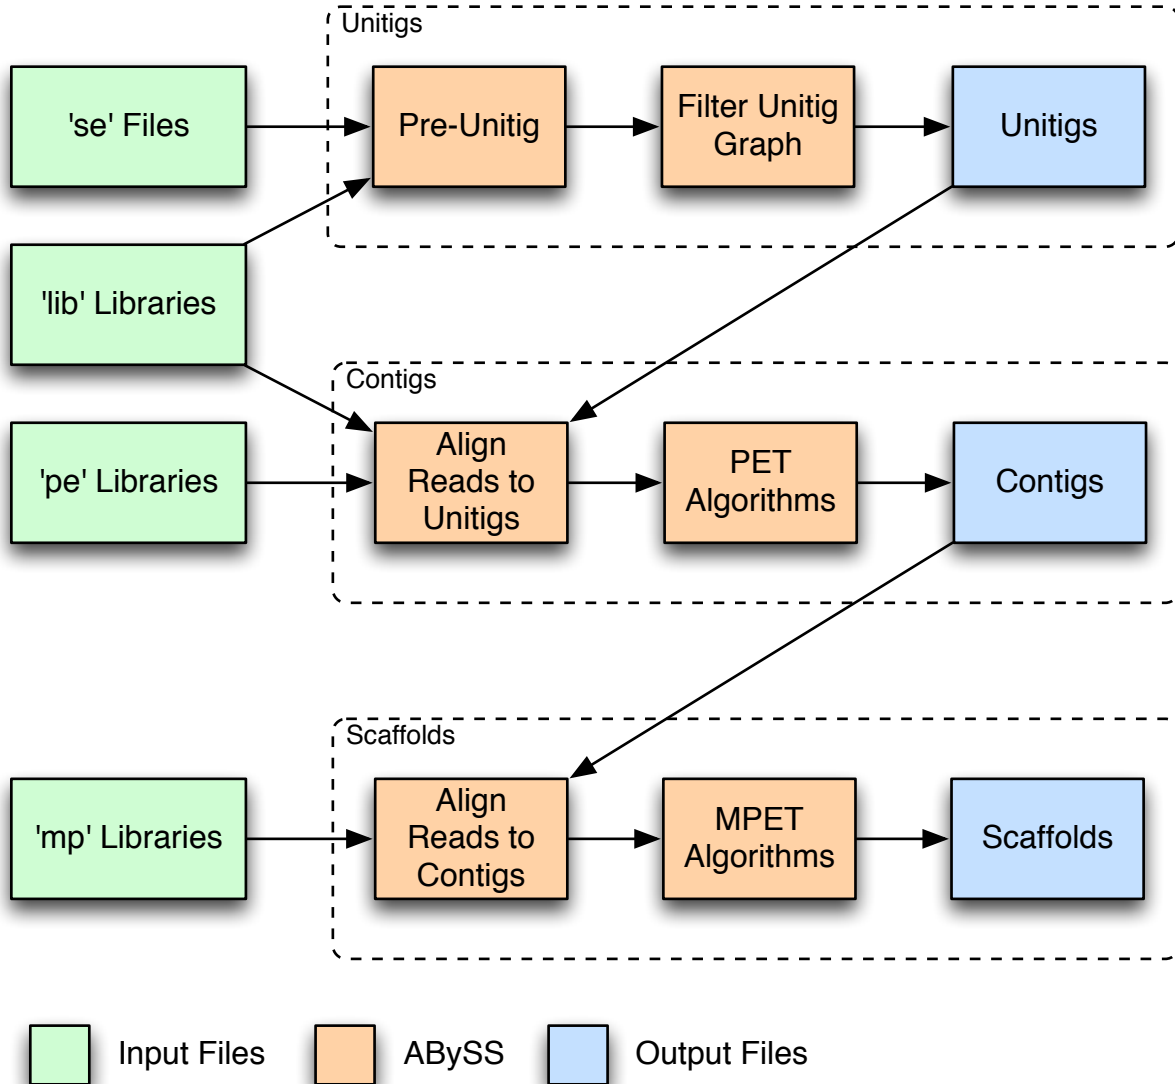 Unitigs
'se' Files
Pre-Unitig
Filter Unitig
Graph
Unitigs
'lib' Libraries
Contigs
'pe' Libraries
Align
Reads to
Unitigs
PET
Algorithms
Contigs
Scaffolds
'mp' Libraries
Align
Reads to
Contigs
MPET
Algorithms
Scaffolds
Input Files
ABySS
Output Files